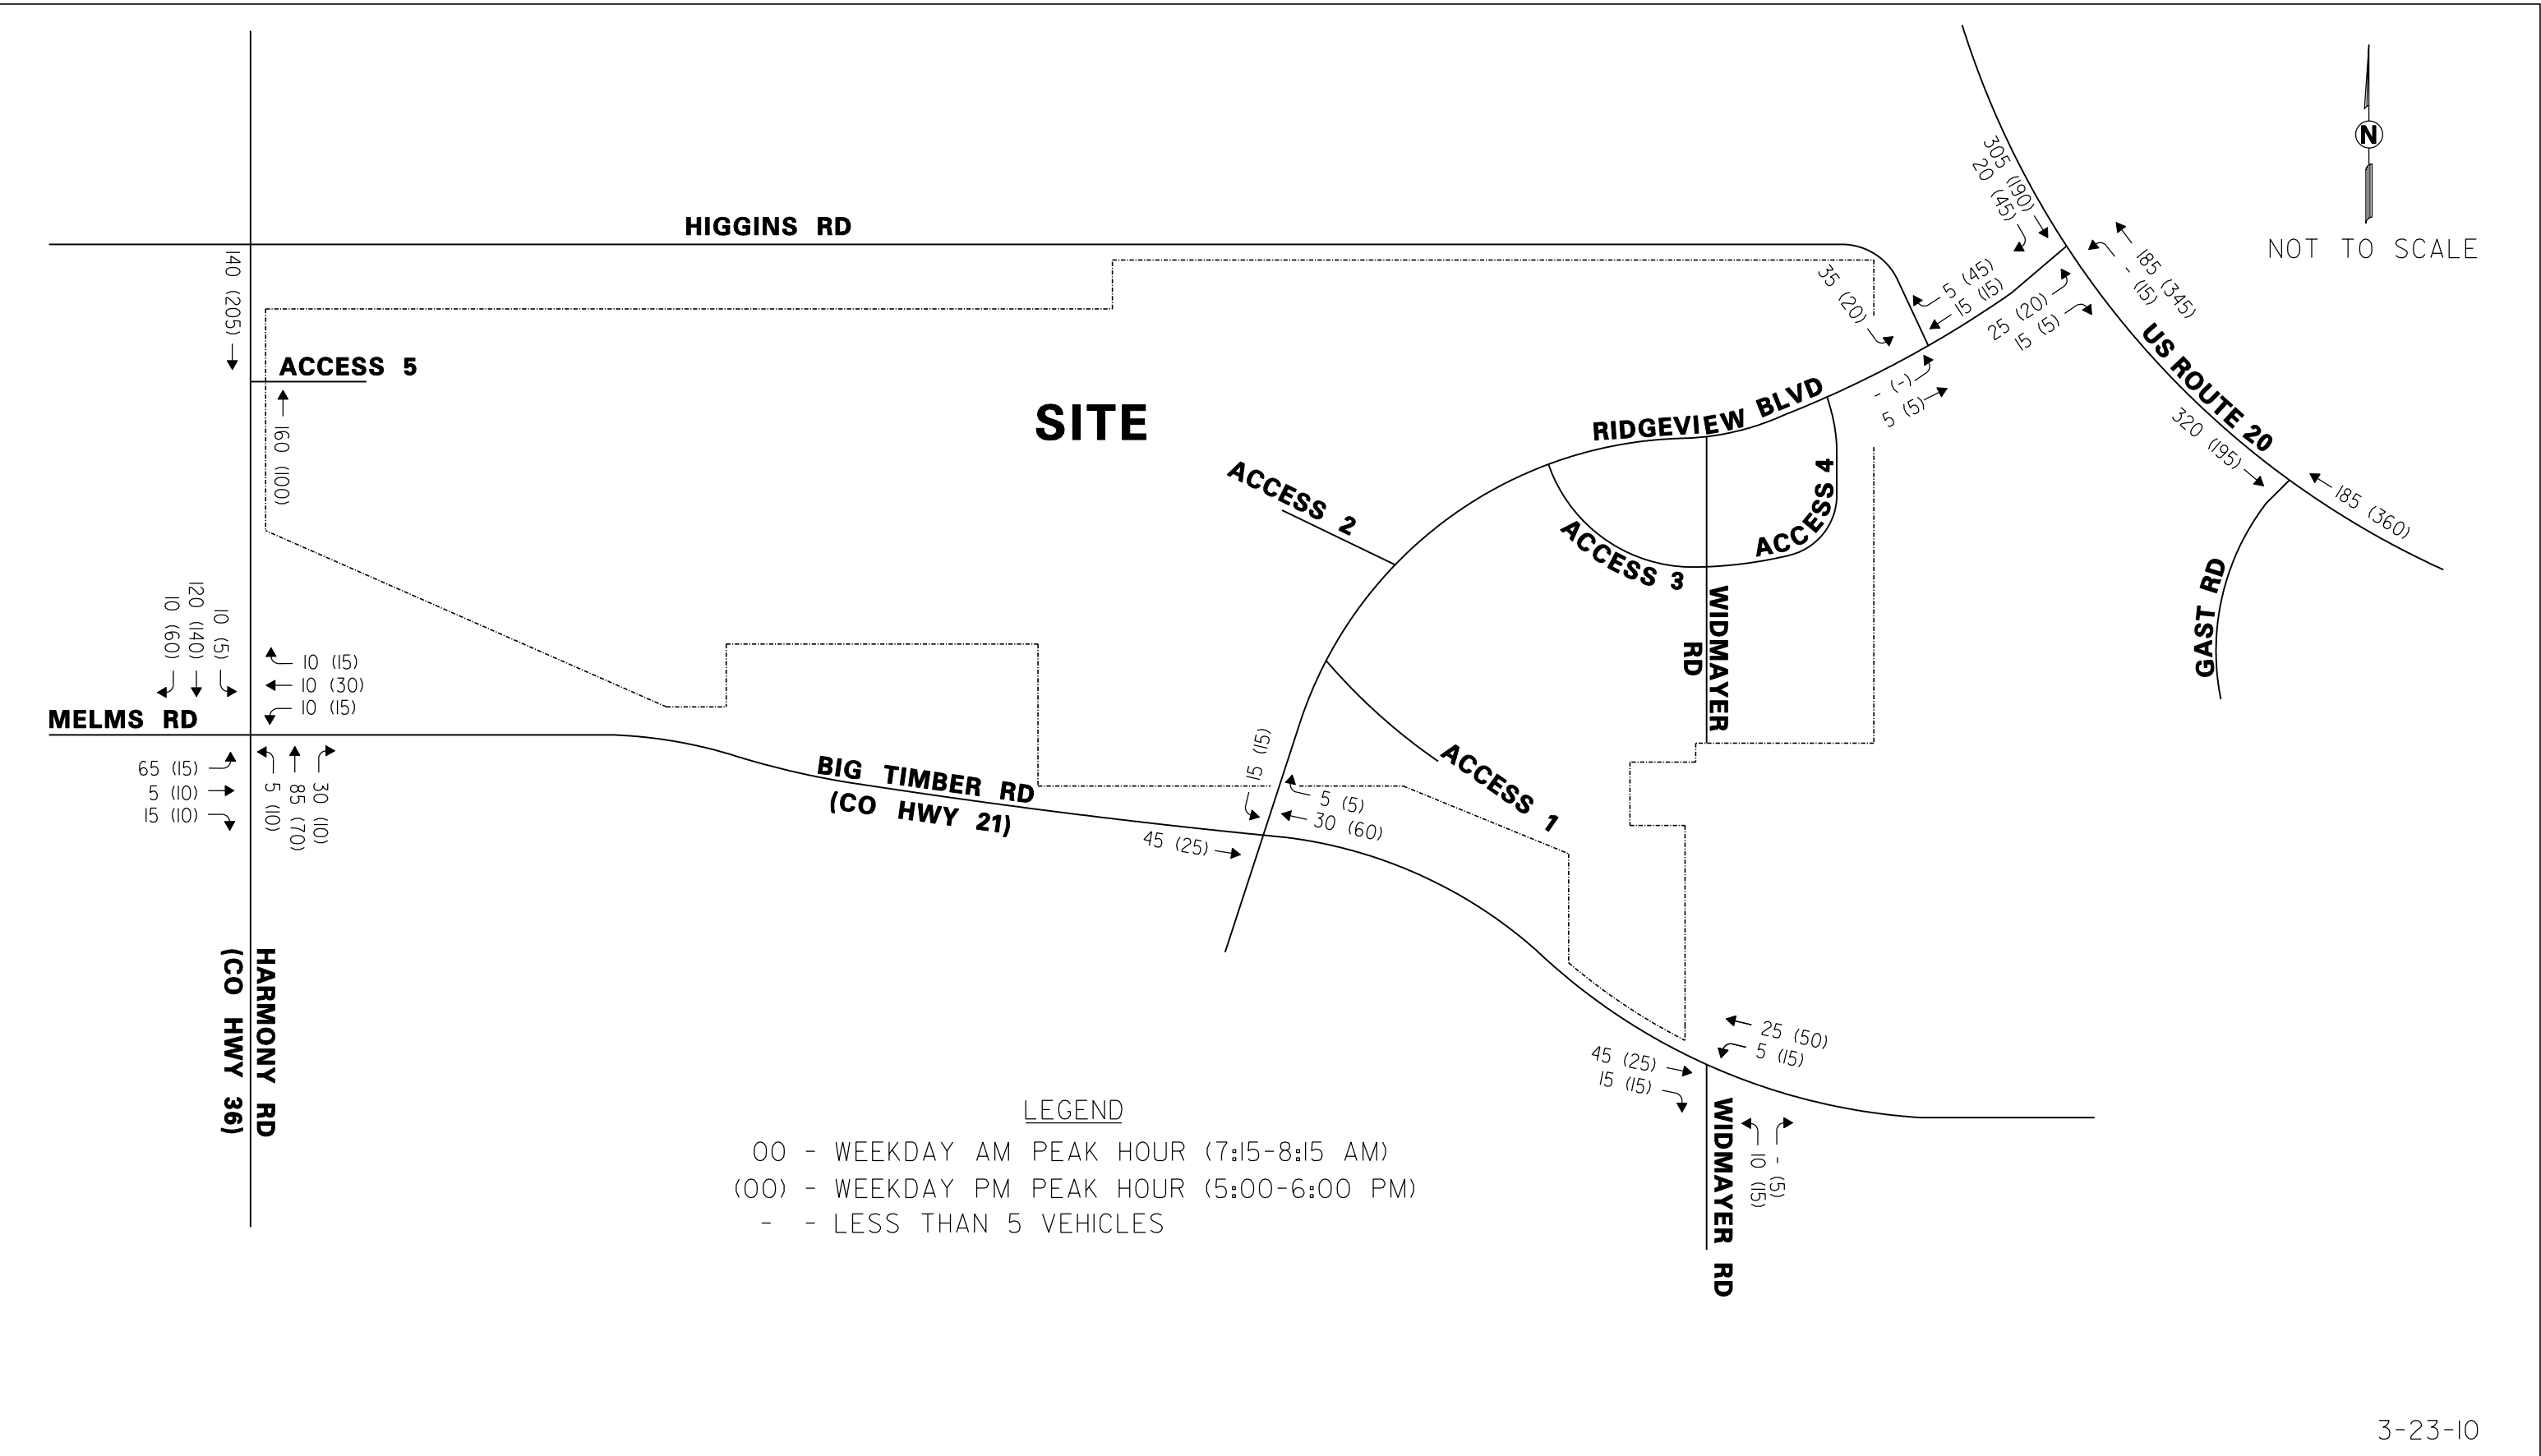 HIGGINS RD
305 (190)
20 (45)
N
NOT TO SCALE
185 (345)
- (15)
5 (45)
15 (15)
35 (20)
25 (20)
15 (5)
140 (205)
ACCESS 5
160 (100)
SITE
- (-)
5 (5)
RIDGEVIEW BLVD
US ROUTE 20
320 (195)
185 (360)
GAST RD
ACCESS 2
ACCESS 3
ACCESS 4
WIDMAYER
RD
10 (60)
120 (140)
10 (5)
10 (15)
10 (30)
10 (15)
MELMS RD
65 (15)
5 (10)
15 (10)
5 (10)
85 (70)
30 (10)
BIG TIMBER RD
(CO HWY 21)
15 (15)
5 (5)
30 (60)
45 (25)
ACCESS 1
HARMONY RD
(CO HWY 36)
25 (50)
5 (15)
45 (25)
15 (15)
10 (15)
- (5)
WIDMAYER RD
LEGEND
00 - WEEKDAY AM PEAK HOUR (7:15-8:15 AM)
(00) - WEEKDAY PM PEAK HOUR (5:00-6:00 PM)
- - LESS THAN 5 VEHICLES
3-23-10